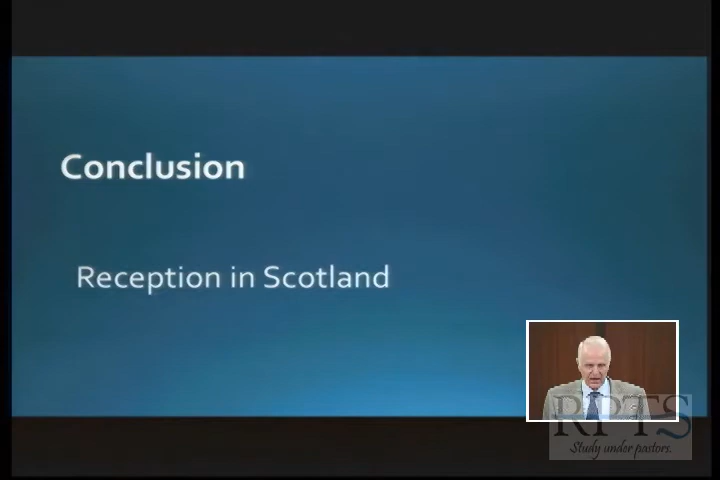 Conclusion
Reception in Scotland
RPTS
Study under pastors.